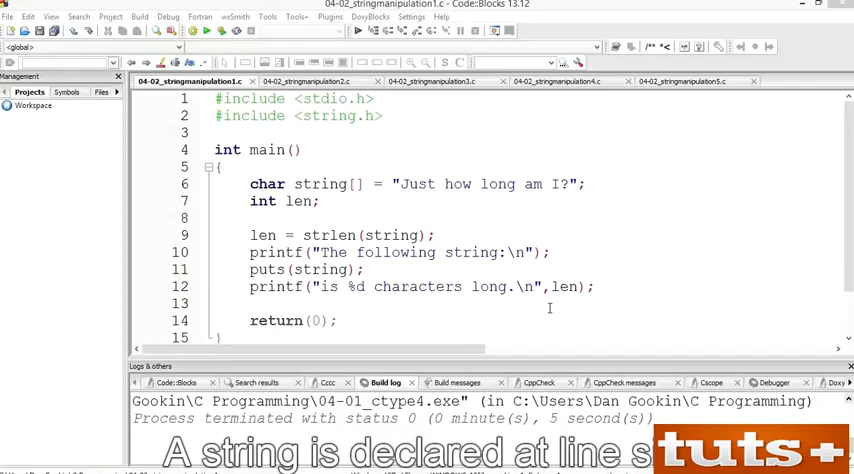 04-02_stringmanipulation1.c - Code::Blocks 13.12
File Edit View Search Project Build Debug Fortran wxSmith Tools Tools+ Plugins DoxyBlocks Settings Help
<global>
/** *<
Management
04-02_stringmanipulation1.c 04-02_stringmanipulation2.c 04-02_stringmanipulation3.c 04-02_stringmanipulation4.c 04-02_stringmanipulation5.c
Projects Symbols Files
Workspace
1 #include <stdio.h>
2 #include <string.h>
3
4 int main()
5 {
6 char string[] = "Just how long am I?";
7 int len;
8
9 len = strlen(string);
10 printf("The following string:\n");
11 puts(string);
12 printf("is %d characters long.\n",len);
13
14 return(0);
15 }
Logs & others
Code::Blocks Search results Cccc Build log Build messages CppCheck CppCheck messages Cscope Debugger Doxy
Gookin\C Programming\04-01_ctype4.exe" (in C:\Users\Dan Gookin\C Programming)
Process terminated with status 0 (0 minute(s), 5 second(s))
A string is declared at line
tuts+